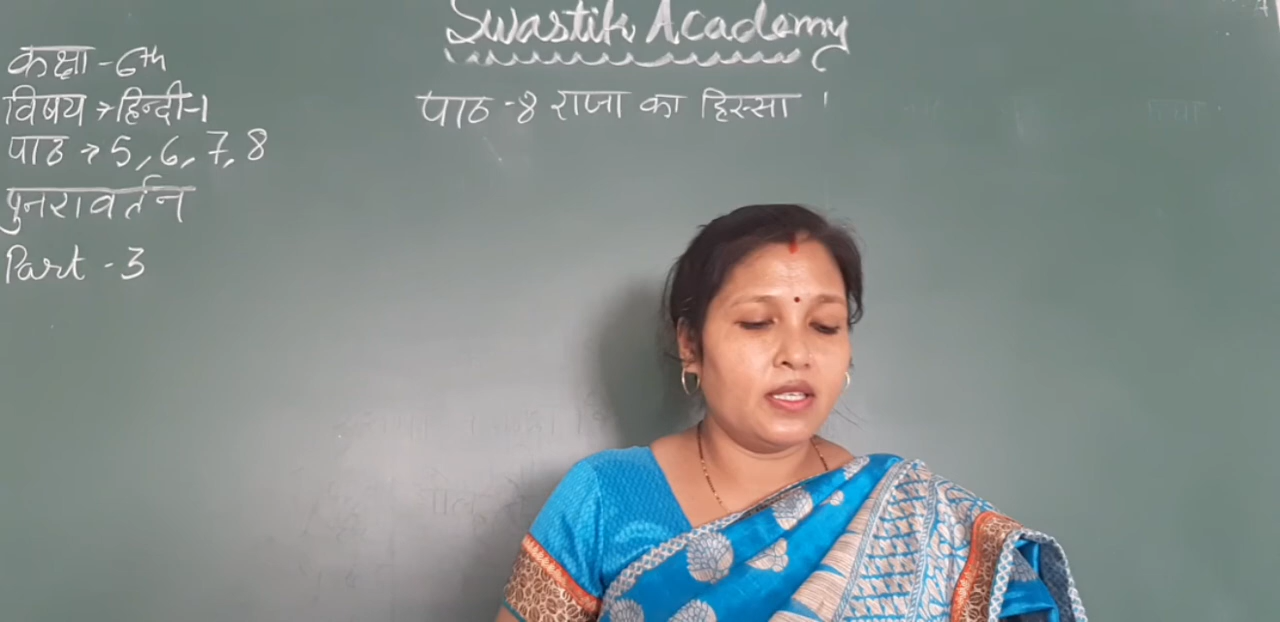 Swastik Academy
कक्षा - 6th
विषय → हिन्दी-1
पाठ → 5, 6, 7, 8
पुनरावर्तन
Part - 3
पाठ - 8 राजा का हिस्सा '